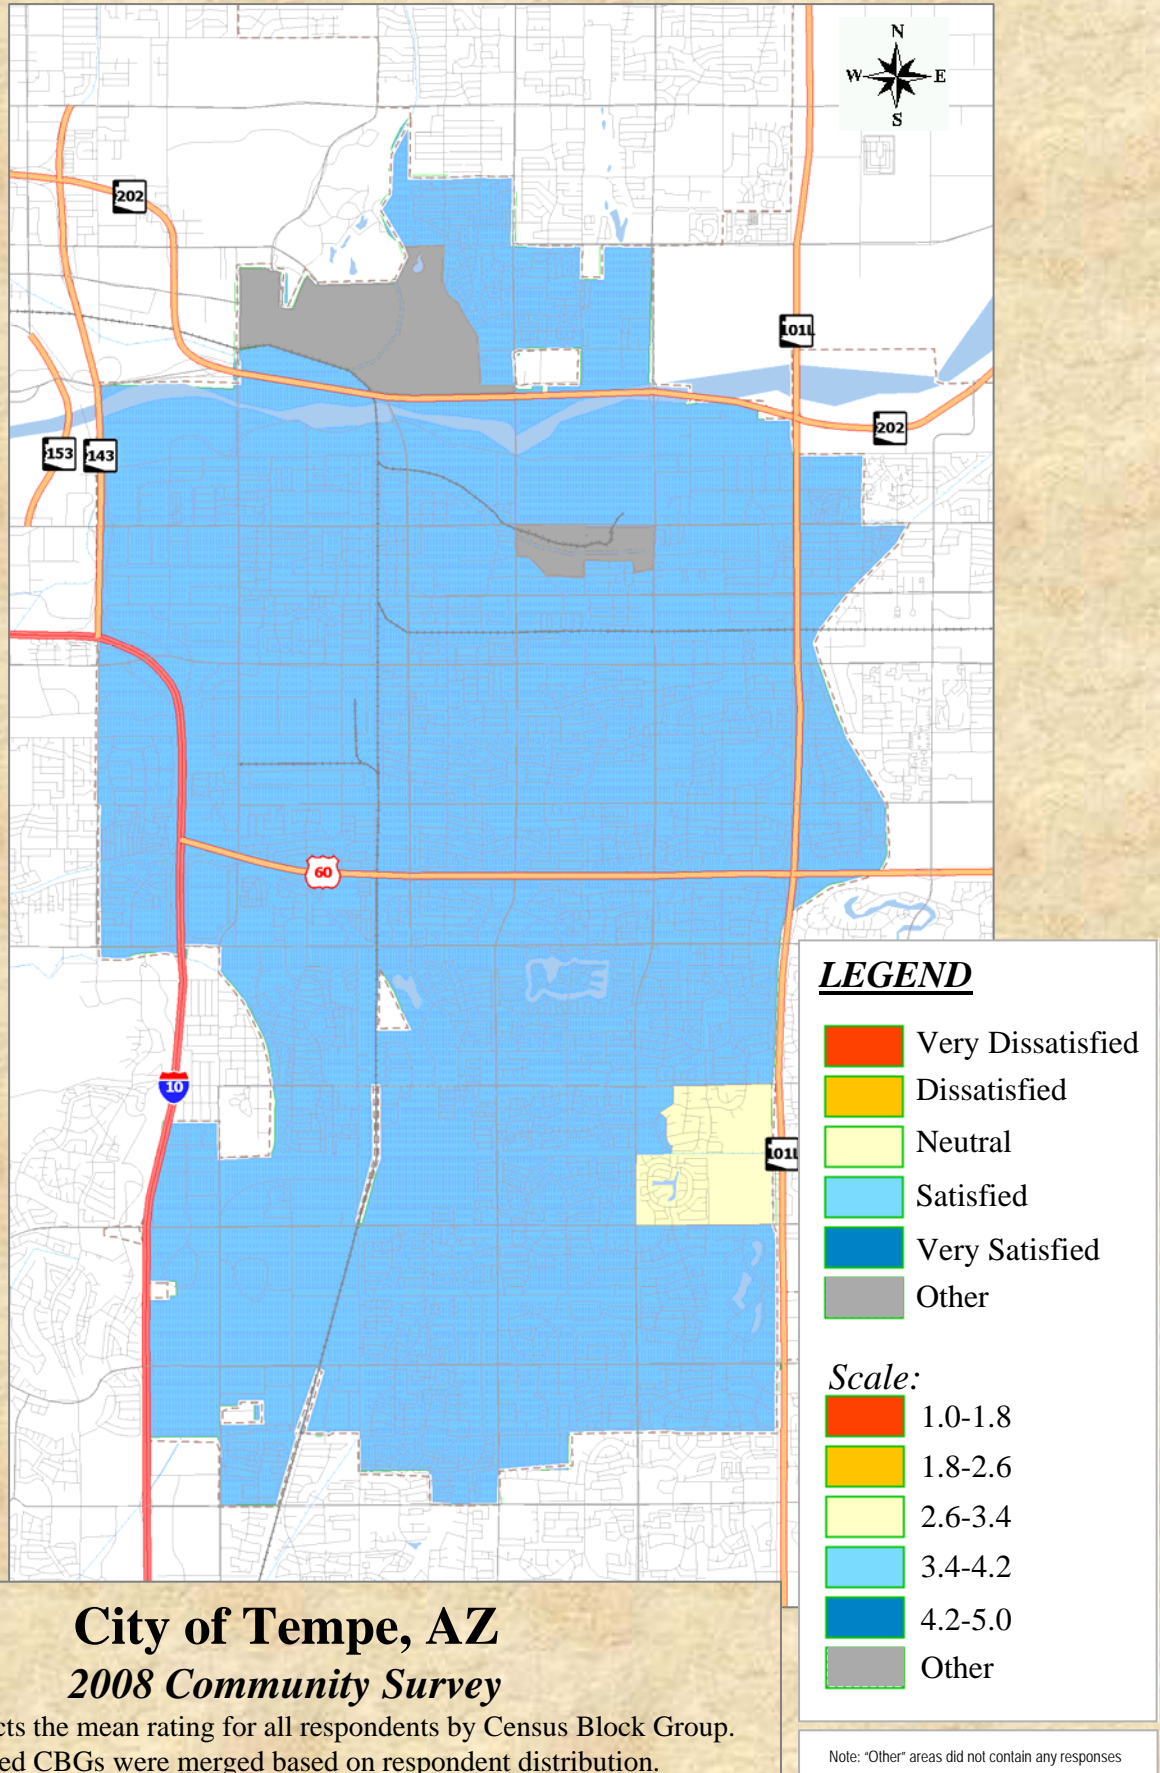 N
W E
S
202
101L
202
153
143
60
10
101L
LEGEND
Very Dissatisfied
Dissatisfied
Neutral
Satisfied
Very Satisfied
Other
Scale:
1.0-1.8
1.8-2.6
2.6-3.4
3.4-4.2
4.2-5.0
Other
City of Tempe, AZ
2008 Community Survey
the mean rating for all respondents by Census Block Group.
CBGs were merged based on respondent distribution.
Note: "Other" areas did not contain any responses